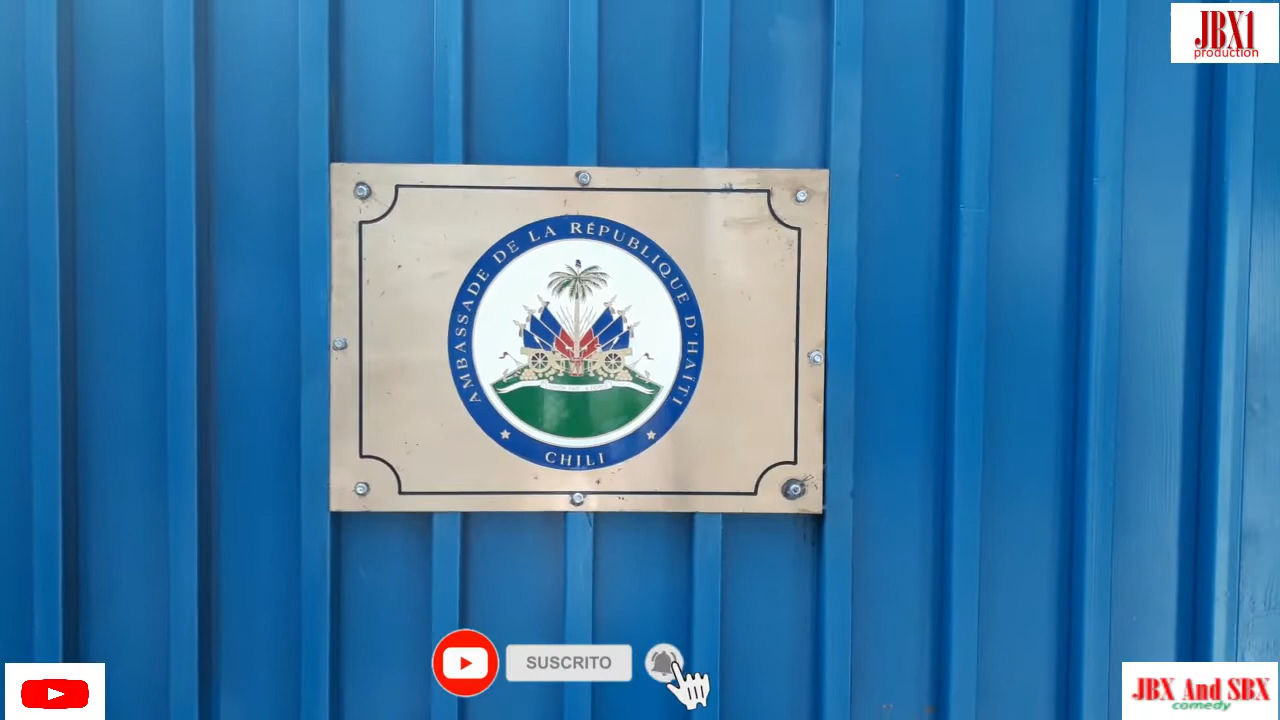 JBX1
production
AMBASSADE DE LA RÉPUBLIQUE D'HAÏTI
CHILI
SUSCRITO
JBX And SBX
comedy